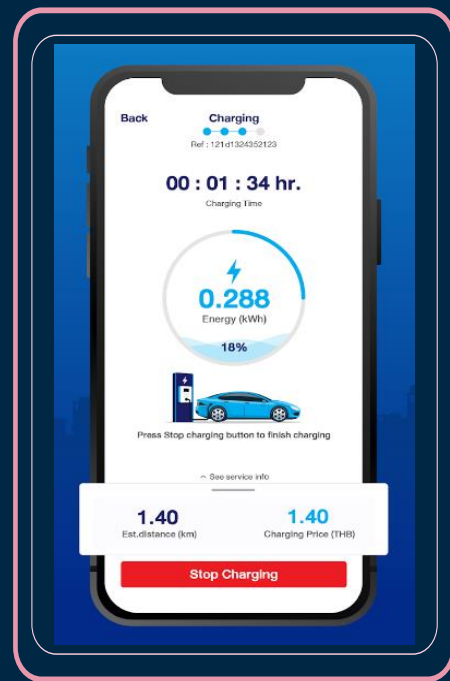 Back Charging
Ref : 121d1324352123
00 : 01 : 34 hr.
Charging Time
0.288
Energy (kWh)
18%
Press Stop charging button to finish charging
See service info
1.40 1.40
Est.distance (km) Charging Price (THB)
Stop Charging